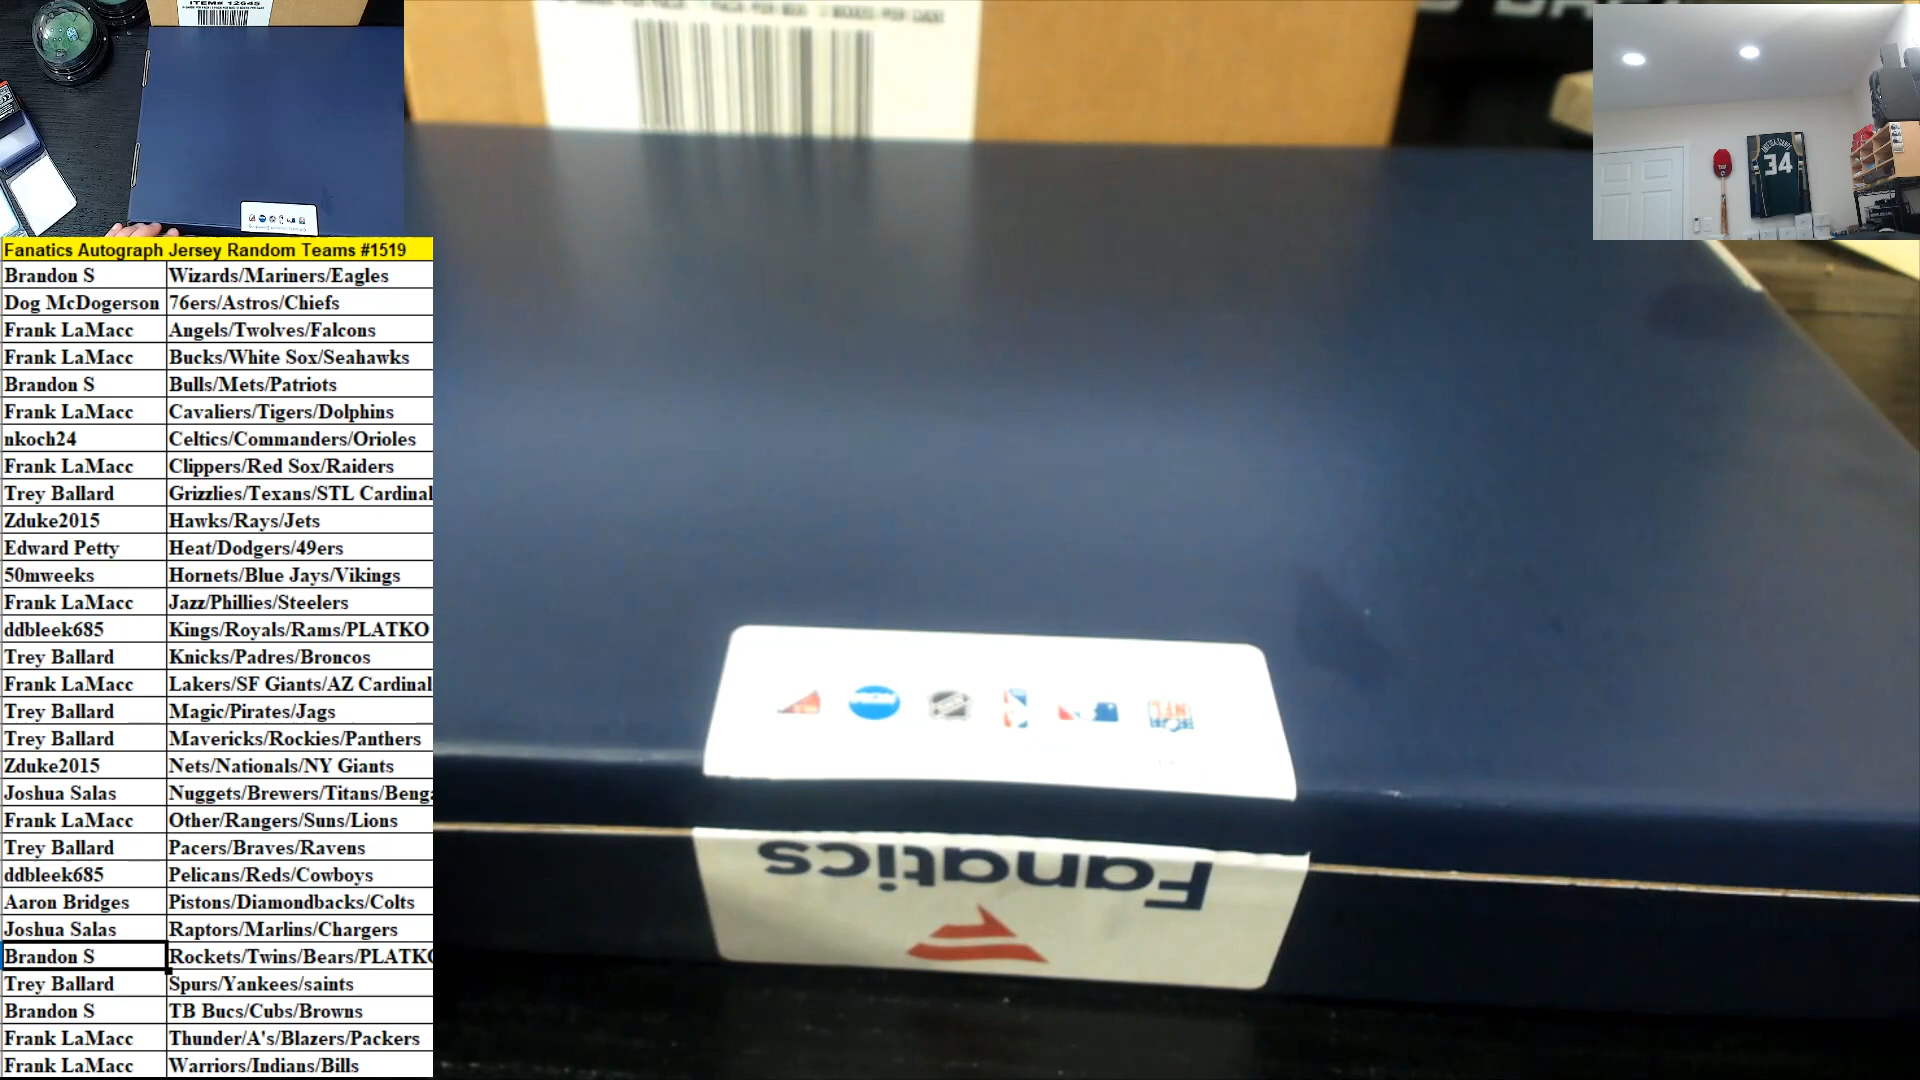 ITEM# 12645
Fanatics Autograph Jersey Random Teams #1519
Brandon S Wizards/Mariners/Eagles
Dog McDogerson 76ers/Astros/Chiefs
Frank LaMacc Angels/Twolves/Falcons
Frank LaMacc Bucks/White Sox/Seahawks
Brandon S Bulls/Mets/Patriots
Frank LaMacc Cavaliers/Tigers/Dolphins
nkoch24 Celtics/Commanders/Orioles
Frank LaMacc Clippers/Red Sox/Raiders
Trey Ballard Grizzlies/Texans/STL Cardinal
Zduke2015 Hawks/Rays/Jets
Edward Petty Heat/Dodgers/49ers
50mweeks Hornets/Blue Jays/Vikings
Frank LaMacc Jazz/Phillies/Steelers
ddbleek685 Kings/Royals/Rams/PLATKO
Trey Ballard Knicks/Padres/Broncos
Frank LaMacc Lakers/SF Giants/AZ Cardinal
Trey Ballard Magic/Pirates/Jags
Trey Ballard Mavericks/Rockies/Panthers
Zduke2015 Nets/Nationals/NY Giants
Joshua Salas Nuggets/Brewers/Titans/Beng
Frank LaMacc Other/Rangers/Suns/Lions
Trey Ballard Pacers/Braves/Ravens
ddbleek685 Pelicans/Reds/Cowboys
Aaron Bridges Pistons/Diamondbacks/Colts
Joshua Salas Raptors/Marlins/Chargers
Brandon S Rockets/Twins/Bears/PLATK
Trey Ballard Spurs/Yankees/saints
Brandon S TB Bucs/Cubs/Browns
Frank LaMacc Thunder/A's/Blazers/Packers
Frank LaMacc Warriors/Indians/Bills
NFL
Fanatics
34